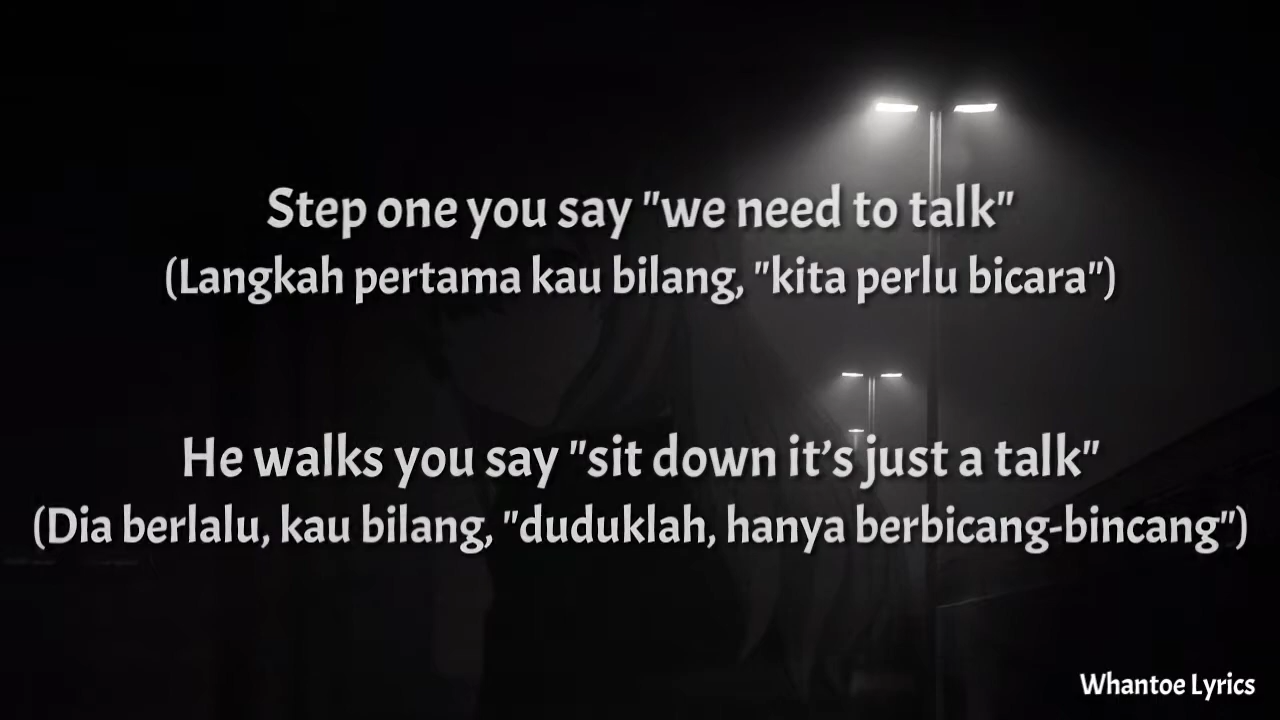 Step one you say "we need to talk"
(Langkah pertama kau bilang, "kita perlu bicara")
He walks you say "sit down it’s just a talk"
(Dia berlalu, kau bilang, "duduklah, hanya berbicang-bincang")
Whantoe Lyrics